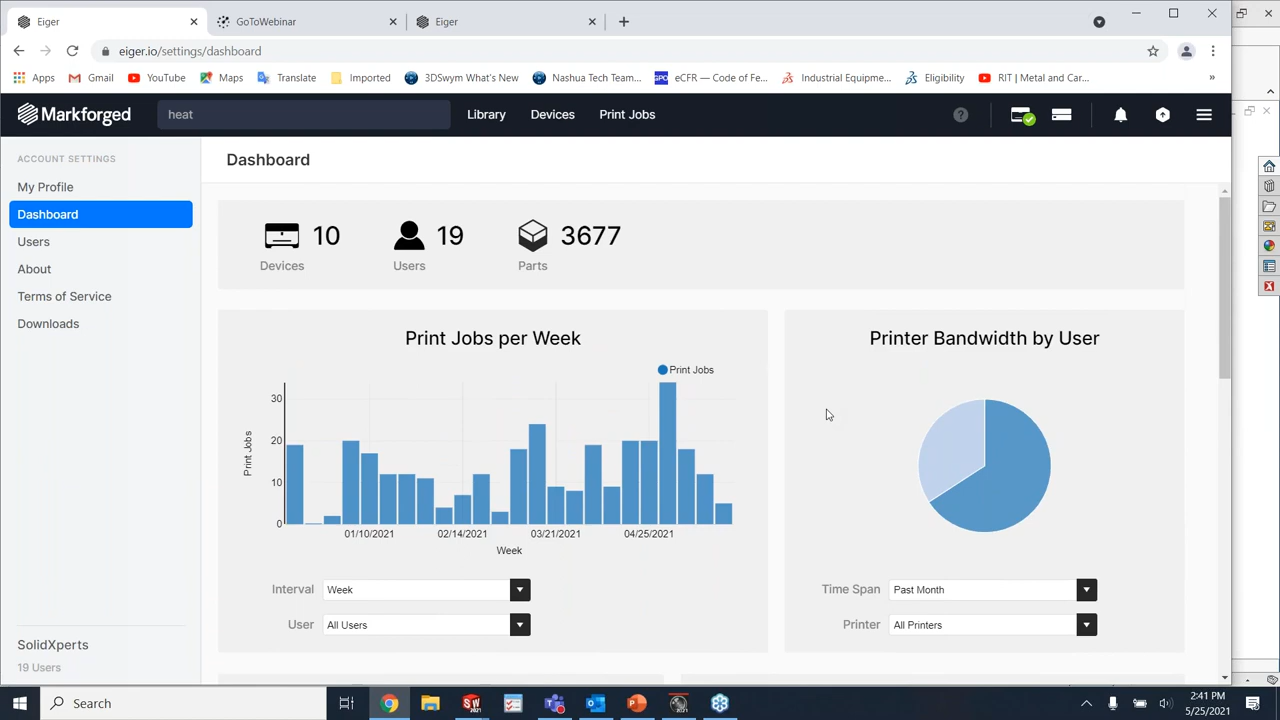 Eiger
GoToWebinar
Eiger
eiger.io/settings/dashboard
Apps
Gmail
YouTube
Maps
Translate
Imported
3DSwym What's New
Nashua Tech Team...
GPO
eCFR — Code of Fe...
Industrial Equipme...
Eligibility
RIT | Metal and Car...
»
Markforged
heat
Library
Devices
Print Jobs
?
ACCOUNT SETTINGS
My Profile
Dashboard
Users
About
Terms of Service
Downloads
SolidXperts
19 Users
Dashboard
10
Devices
19
Users
3677
Parts
Print Jobs per Week
Print Jobs
Print Jobs
30
20
10
0
01/10/2021
02/14/2021
03/21/2021
04/25/2021
Week
Interval
Week
User
All Users
Printer Bandwidth by User
Time Span
Past Month
Printer
All Printers
Search
2:41 PM
5/25/2021